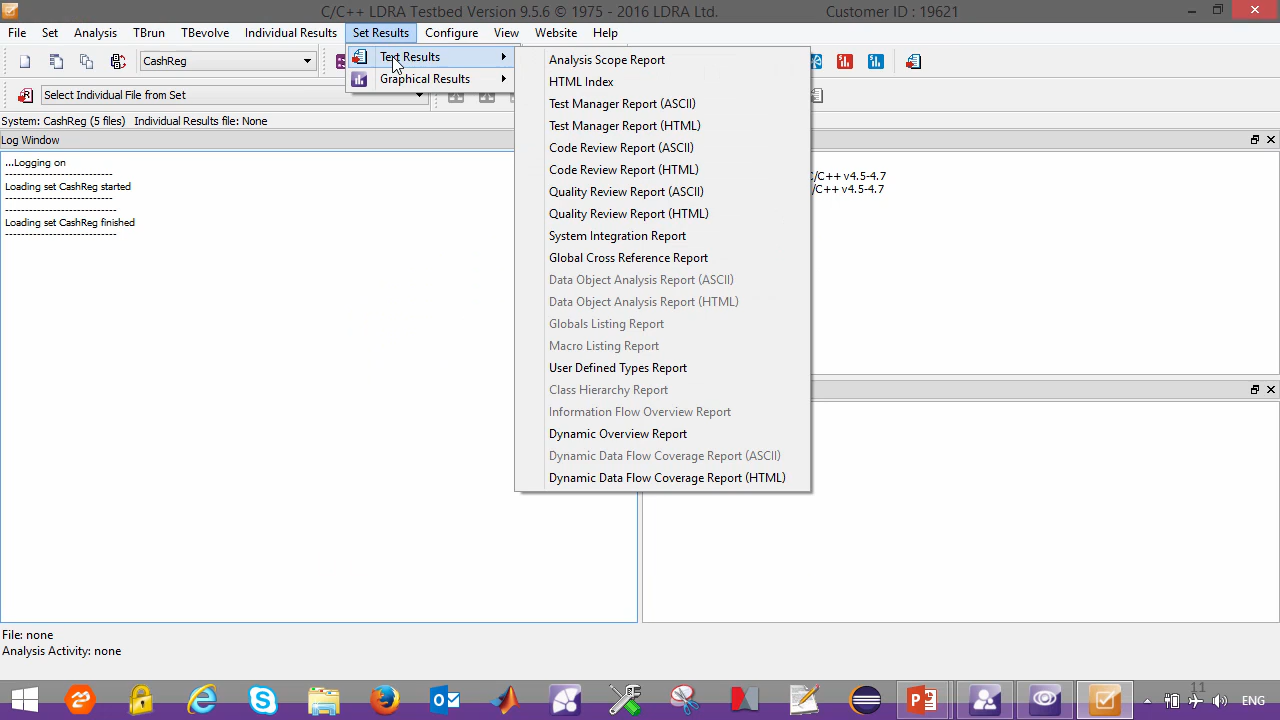 C/C++ LDRA Testbed Version 9.5.6 © 1975 - 2016 LDRA Ltd. Customer ID : 19621
File Set Analysis TBrun TBevolve Individual Results Set Results Configure View Website Help
CashReg
Text Results
Graphical Results
Select Individual File from Set
System: CashReg (5 files) Individual Results file: None
Log Window
...Logging on
-----------------------------
Loading set CashReg started
-----------------------------
------------------------------
Loading set CashReg finished
------------------------------
Analysis Scope Report
HTML Index
Test Manager Report (ASCII)
Test Manager Report (HTML)
Code Review Report (ASCII)
Code Review Report (HTML)
Quality Review Report (ASCII)
Quality Review Report (HTML)
System Integration Report
Global Cross Reference Report
Data Object Analysis Report (ASCII)
Data Object Analysis Report (HTML)
Globals Listing Report
Macro Listing Report
User Defined Types Report
Class Hierarchy Report
Information Flow Overview Report
Dynamic Overview Report
Dynamic Data Flow Coverage Report (ASCII)
Dynamic Data Flow Coverage Report (HTML)
C/C++ v4.5-4.7
/C++ v4.5-4.7
File: none
Analysis Activity: none
11
ENG